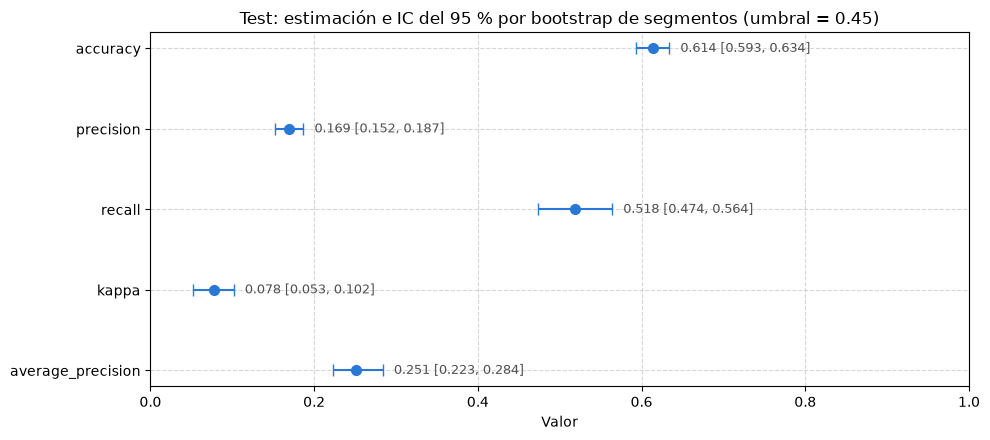 Test: estimación e IC del 95 % por bootstrap de segmentos (umbral = 0.45)
accuracy
0.614 [0.593, 0.634]
precision
0.169 [0.152, 0.187]
recall
0.518 [0.474, 0.564]
kappa
0.078 [0.053, 0.102]
average_precision
0.251 [0.223, 0.284]
0.0 0.2 0.4 0.6 0.8 1.0
Valor